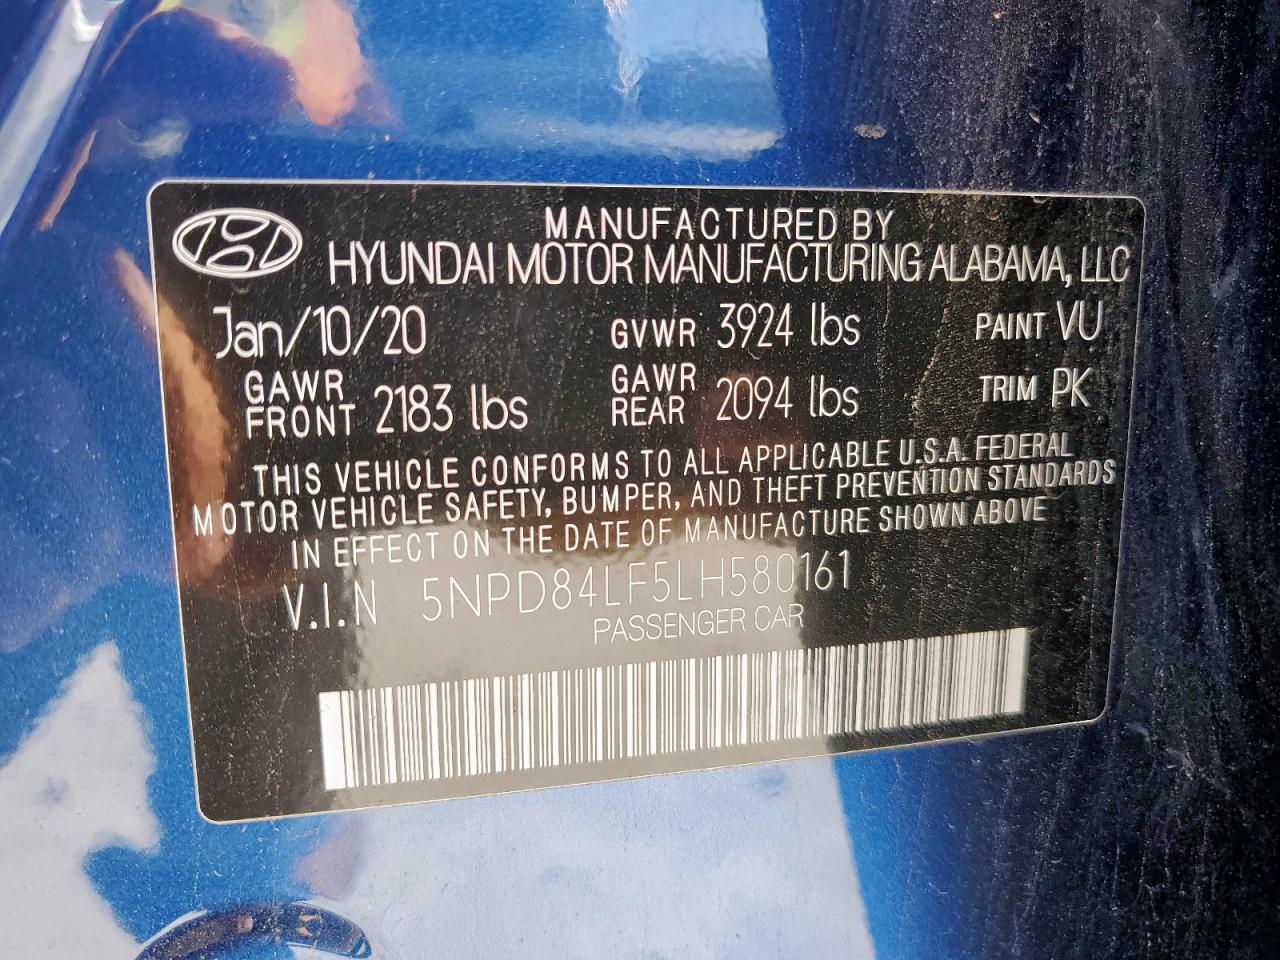 MANUFACTURED BY
HYUNDAI MOTOR MANUFACTURING ALABAMA, LLC
Jan/10/20 GVWR 3924 lbs PAINT VU
GAWR FRONT 2183 lbs GAWR REAR 2094 lbs TRIM PK
THIS VEHICLE CONFORMS TO ALL APPLICABLE U.S.A. FEDERAL
MOTOR VEHICLE SAFETY, BUMPER, AND THEFT PREVENTION STANDARDS
IN EFFECT ON THE DATE OF MANUFACTURE SHOWN ABOVE
V.I.N 5NPD84LF5LH580161
PASSENGER CAR